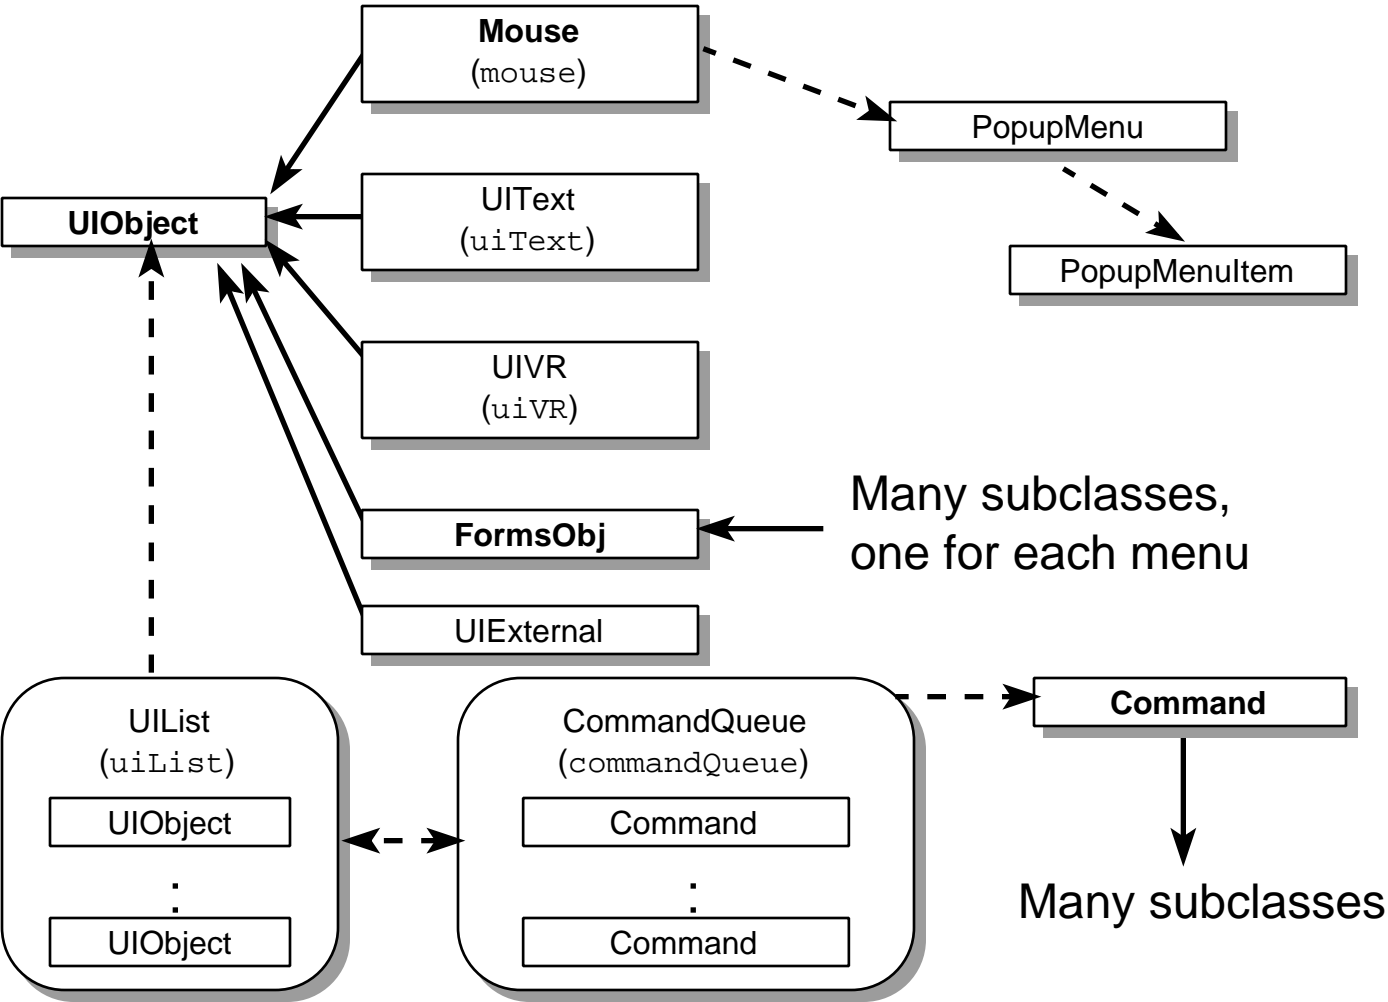 Mouse
(mouse)
PopupMenu
UIText
(uiText)
UIObject
PopupMenuItem
UIVR
(uiVR)
Many subclasses,
one for each menu
FormsObj
UIExternal
UIList
(uiList)
UIObject
:
UIObject
CommandQueue
(commandQueue)
Command
:
Command
Command
Many subclasses